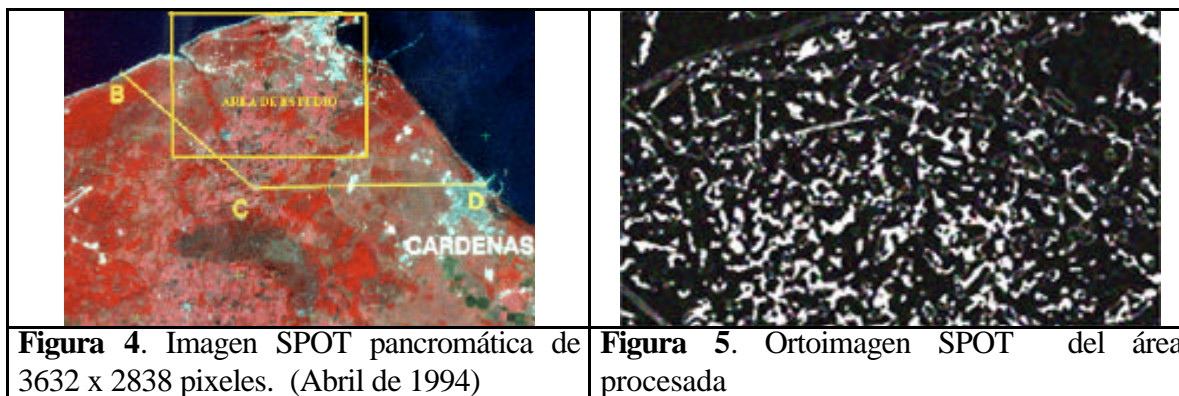 B
AREA DE ESTUDIO
C
D
CARDENAS
Figura 4. Imagen SPOT pancromática de
3632 x 2838 pixeles. (Abril de 1994)
Figura 5. Ortoimagen SPOT del área
procesada